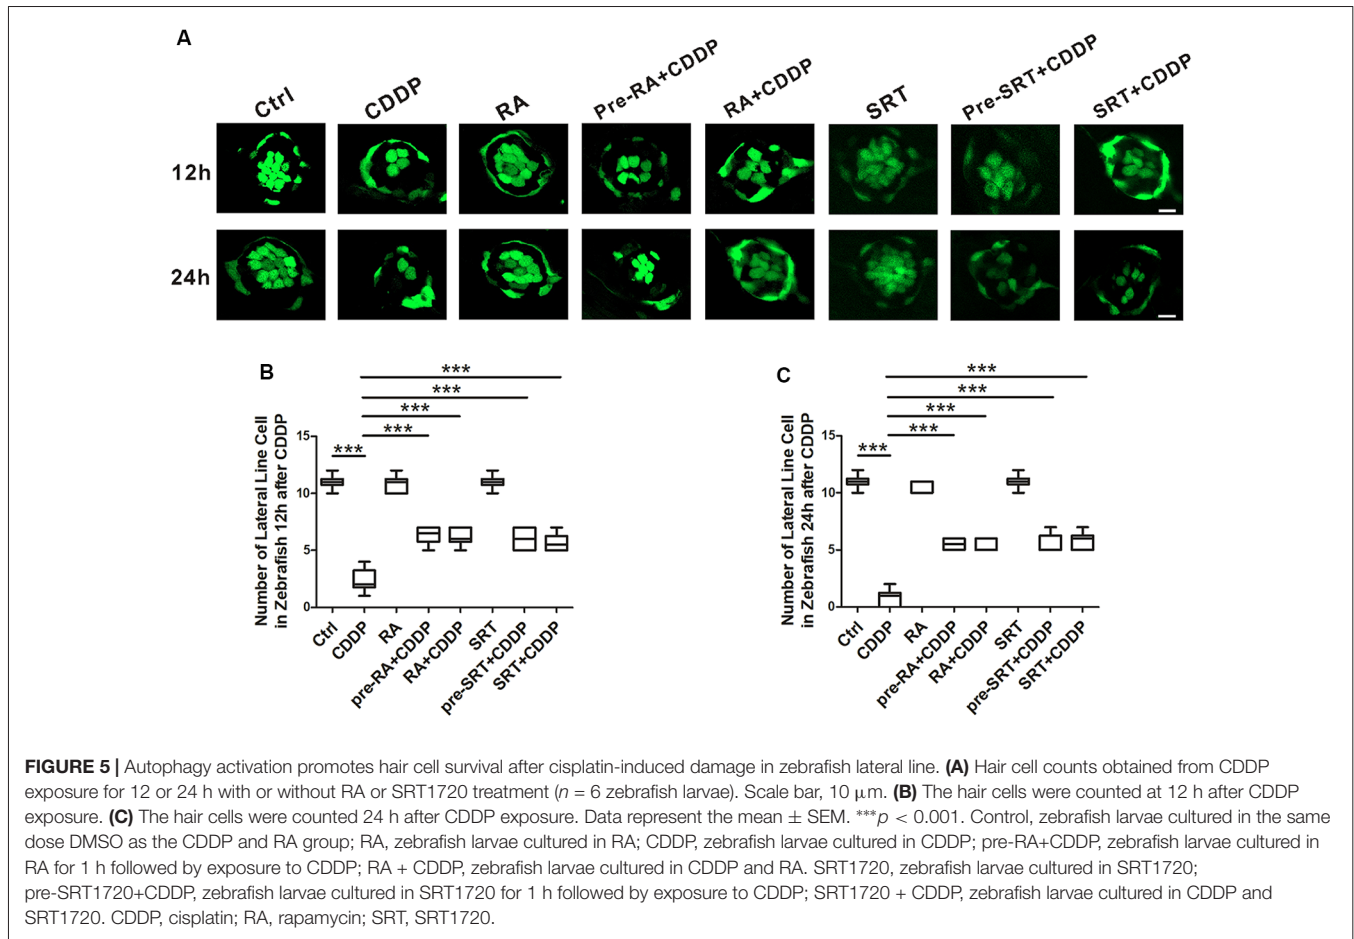 A
Ctrl
CDDP
RA
Pre-RA+CDDP
RA+CDDP
SRT
Pre-SRT+CDDP
SRT+CDDP
12h
24h
B
***
***
***
***
***
Number of Lateral Line Cell
in Zebrafish 12h after CDDP
15
10
5
0
Ctrl
CDDP
RA
pre-RA+CDDP
RA+CDDP
SRT
pre-SRT+CDDP
SRT+CDDP
C
***
***
***
***
***
Number of Lateral Line Cell
in Zebrafish 24h after CDDP
15
10
5
0
Ctrl
CDDP
RA
pre-RA+CDDP
RA+CDDP
SRT
pre-SRT+CDDP
SRT+CDDP
FIGURE 5 | Autophagy activation promotes hair cell survival after cisplatin-induced damage in zebrafish lateral line. (A) Hair cell counts obtained from CDDP
exposure for 12 or 24 h with or without RA or SRT1720 treatment (n = 6 zebrafish larvae). Scale bar, 10 μm. (B) The hair cells were counted at 12 h after CDDP
exposure. (C) The hair cells were counted 24 h after CDDP exposure. Data represent the mean ± SEM. ***p < 0.001. Control, zebrafish larvae cultured in the same
dose DMSO as the CDDP and RA group; RA, zebrafish larvae cultured in RA; CDDP, zebrafish larvae cultured in CDDP; pre-RA+CDDP, zebrafish larvae cultured in
RA for 1 h followed by exposure to CDDP; RA + CDDP, zebrafish larvae cultured in CDDP and RA. SRT1720, zebrafish larvae cultured in SRT1720;
pre-SRT1720+CDDP, zebrafish larvae cultured in SRT1720 for 1 h followed by exposure to CDDP; SRT1720 + CDDP, zebrafish larvae cultured in CDDP and
SRT1720. CDDP, cisplatin; RA, rapamycin; SRT, SRT1720.